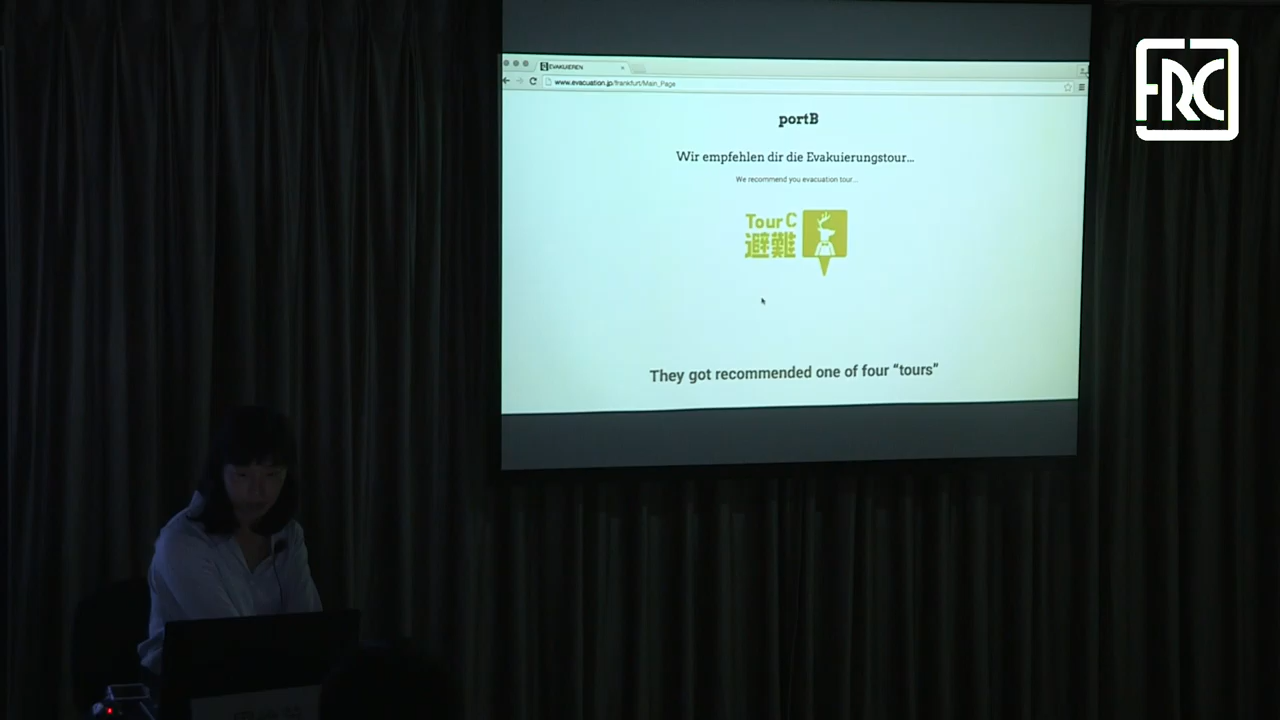 EVAKUIEREN
www.evacuation.jp/frankfurt/Main_Page
portB
Wir empfehlen dir die Evakuierungstour...
We recommend you evacuation tour...
Tour C
避難
They got recommended one of four “tours”
FRC